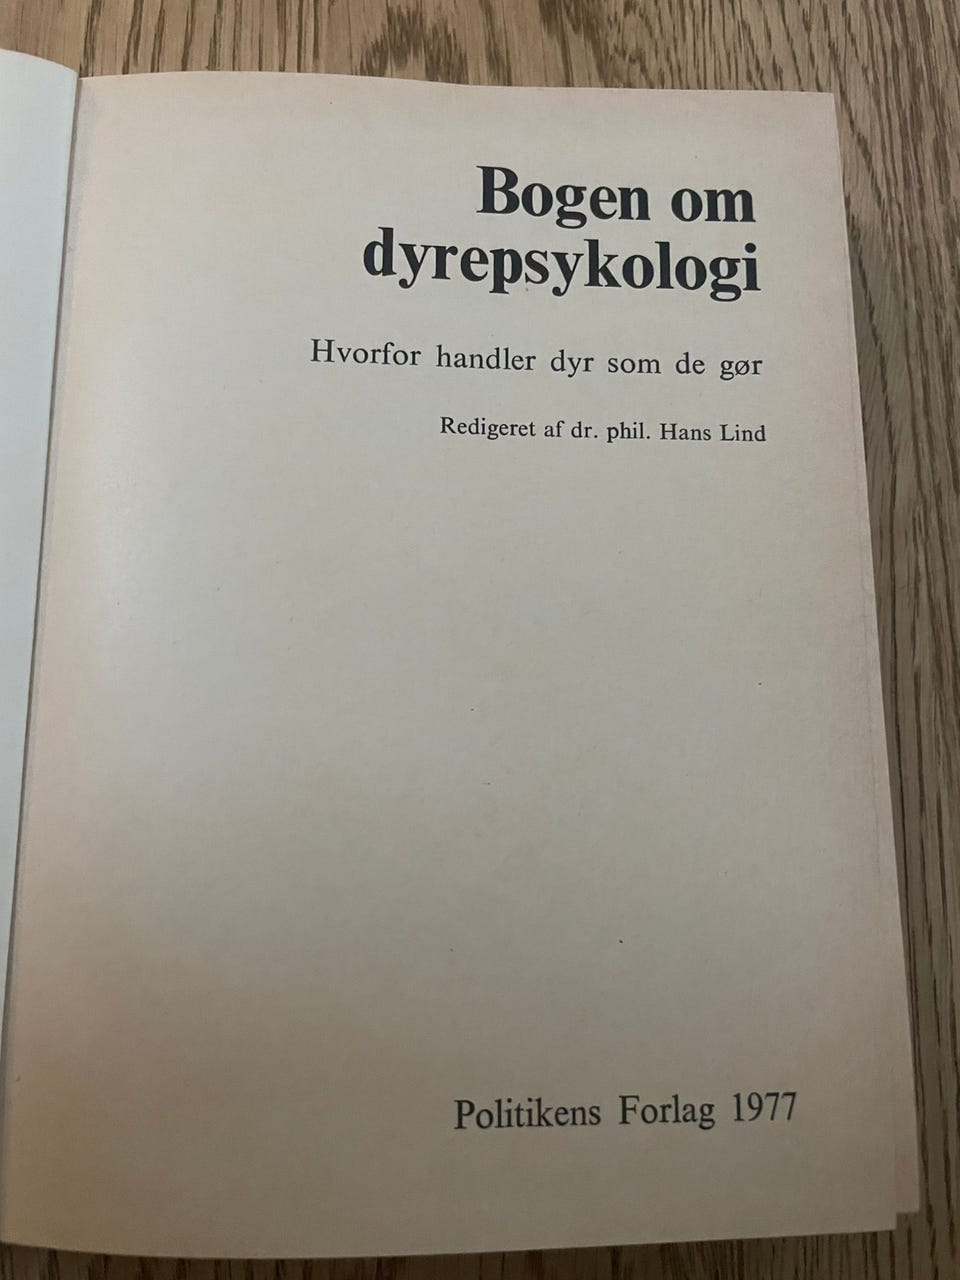 Bogen om
dyrepsykologi
Hvorfor handler dyr som de gør
Redigeret af dr. phil. Hans Lind
Politikens Forlag 1977